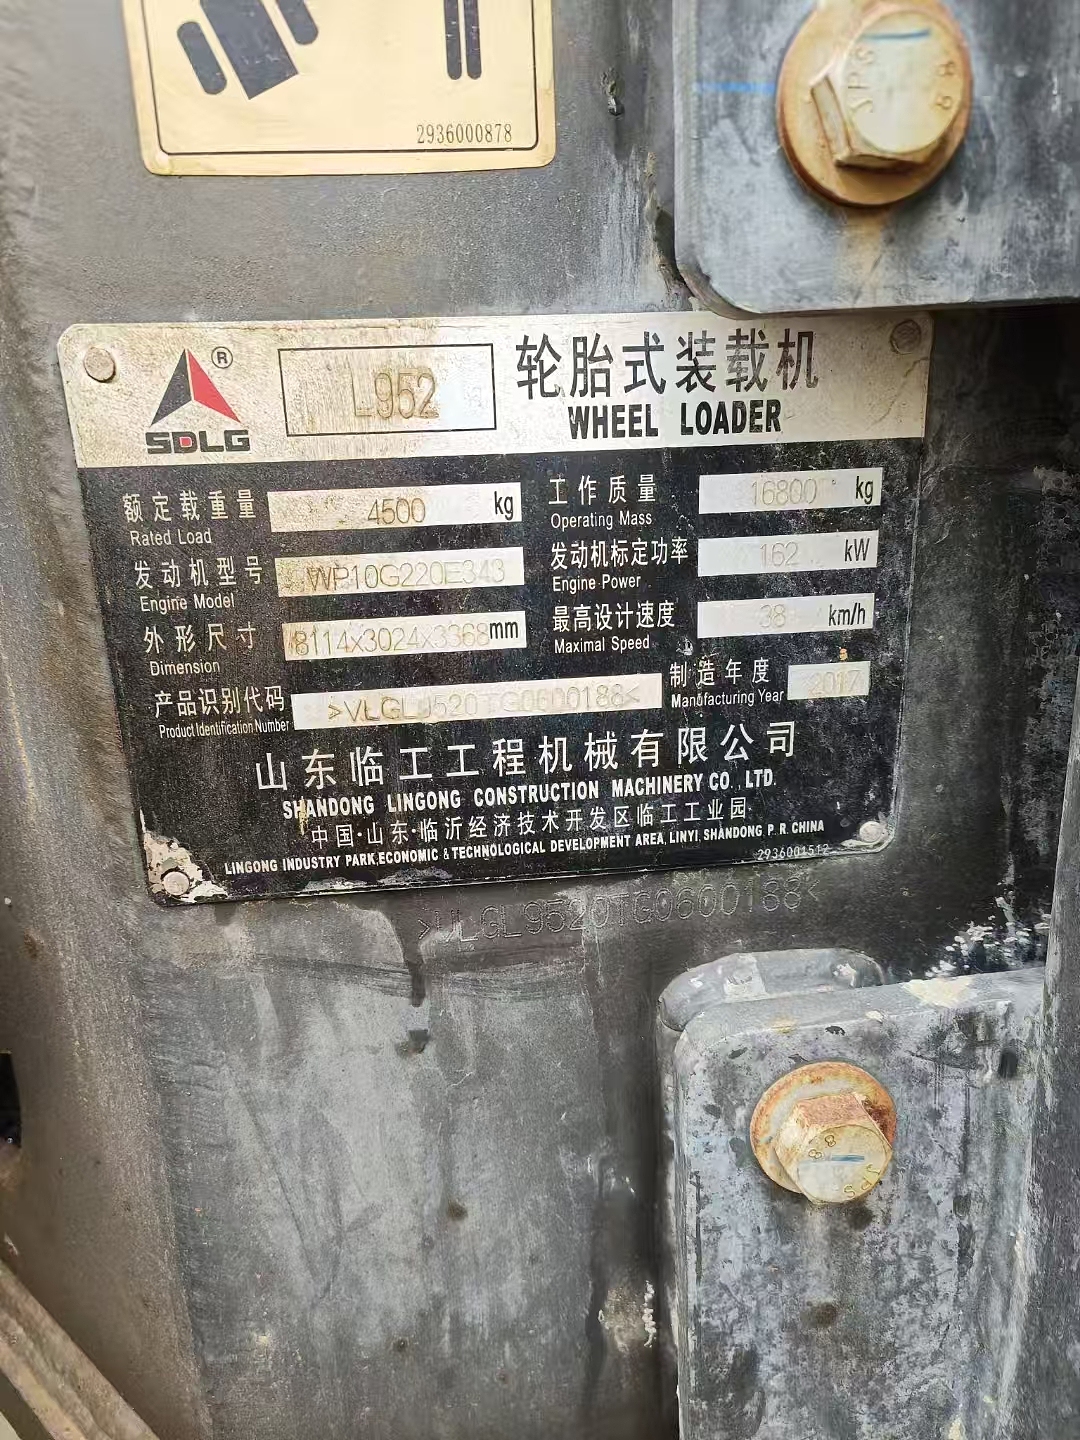 2936000878
JPS 8.8
SDLG ®
L952
轮胎式装载机
WHEEL LOADER
额定载重量 4500 kg
Rated Load
工作质量 16800 kg
Operating Mass
发动机型号 WP10G220E343
Engine Model
发动机标定功率 162 kW
Engine Power
外形尺寸 8114x3024x3368mm
Dimension
最高设计速度 38 km/h
Maximal Speed
产品识别代码
Product Identification Number
制造年度 2017
Manufacturing Year
山东临工工程机械有限公司
SHANDONG LINGONG CONSTRUCTION MACHINERY CO., LTD.
中国·山东·临沂经济技术开发区临工工业园
LINGONG INDUSTRY PARK,ECONOMIC & TECHNOLOGICAL DEVELOPMENT AREA, LINYI, SHANDONG P. R. CHINA
2936001512
>VLGL9520TG0600188<
8.8 JPS